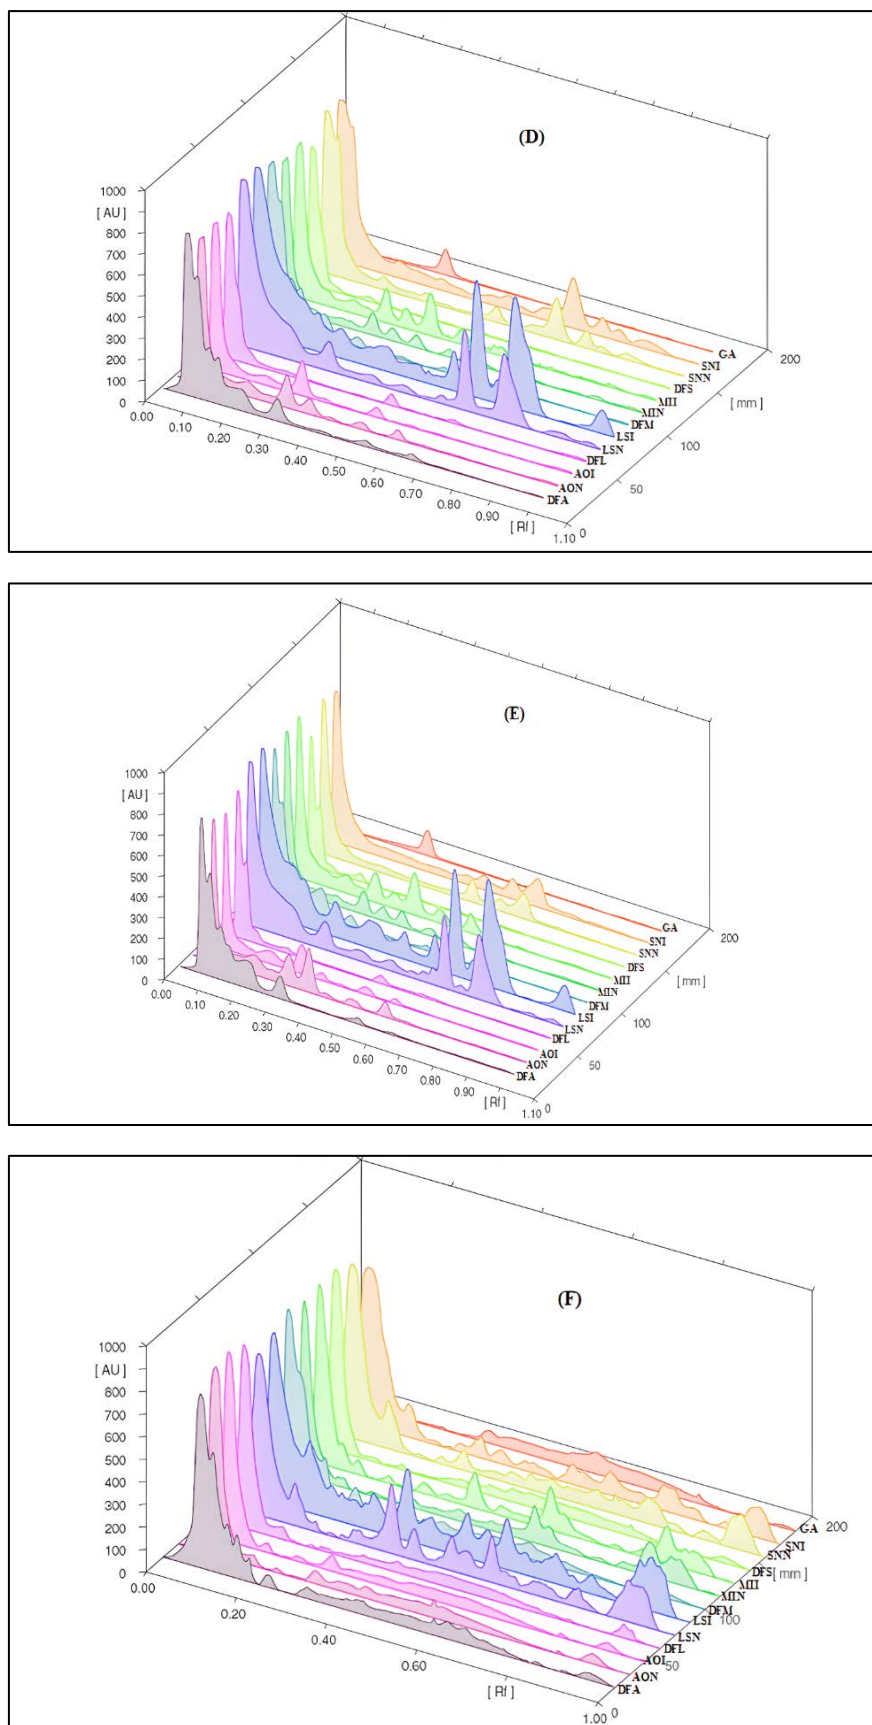 (D)
1000
[ AU ]
800
700
600
500
400
300
200
100
0
0.00
0.10
0.20
0.30
0.40
0.50
0.60
0.70
0.80
0.90
[ Rf ]
1.10
0
50
100
[ mm ]
200
GA
SNI
SNN
DFS
MII
MIN
DFM
LSI
LSN
DFL
AOI
AON
DFA
(E)
1000
[ AU ]
800
700
600
500
400
300
200
100
0
0.00
0.10
0.20
0.30
0.40
0.50
0.60
0.70
0.80
0.90
[ Rf ]
1.10
0
50
100
[ mm ]
200
GA
SNI
SNN
DFS
MII
MIN
DFM
LSI
LSN
DFL
AOI
AON
DFA
(F)
1000
[ AU ]
800
700
600
500
400
300
200
100
0
0.00
0.20
0.40
0.60
[ Rf ]
1.00
0
50
100
[ mm ]
200
GA
SNI
SNN
DFS
MII
MIN
DFM
LSI
LSN
DFL
AOI
AON
DFA